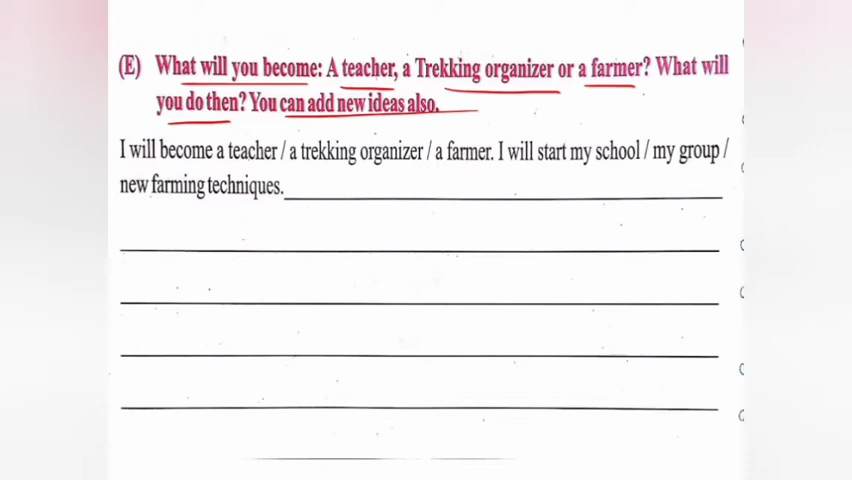 (E) What will you become: A teacher, a Trekking organizer or a farmer? What will
you do then? You can add new ideas also.
I will become a teacher / a trekking organizer / a farmer. I will start my school / my group /
new farming techniques.